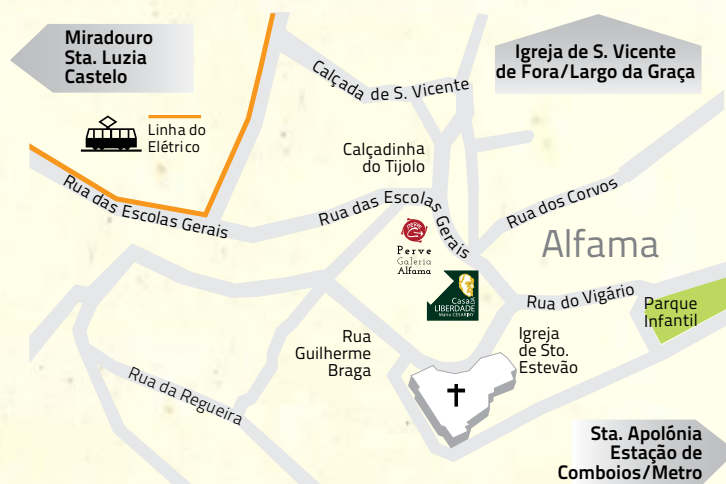 Miradouro
Sta. Luzia
Castelo
Igreja de S. Vicente
de Fora/Largo da Graça
Linha do
Elétrico
Calçada de S. Vicente
Calçadinha
do Tijolo
Rua das Escolas Gerais
Rua das Escolas Gerais
Rua dos Corvos
Perve
Galeria
Alfama
Alfama
Casa da
LIBERDADE
Mário CESARINY
Rua do Vigário
Parque
Infantil
Rua
Guilherme
Braga
Igreja
de Sto.
Estevão
Rua da Regueira
Sta. Apolónia
Estação de
Comboios/Metro